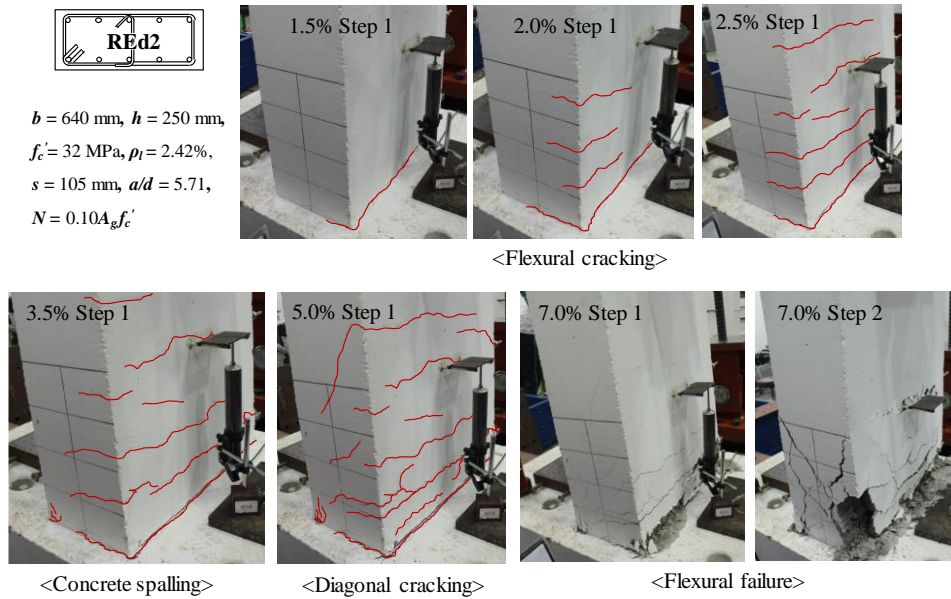 REd2
b = 640 mm, h = 250 mm,
f_c' = 32 MPa, ρ_l = 2.42%,
s = 105 mm, a/d = 5.71,
N = 0.10A_g f_c'
1.5% Step 1
2.0% Step 1
2.5% Step 1
<Flexural cracking>
3.5% Step 1
5.0% Step 1
7.0% Step 1
7.0% Step 2
<Concrete spalling>
<Diagonal cracking>
<Flexural failure>